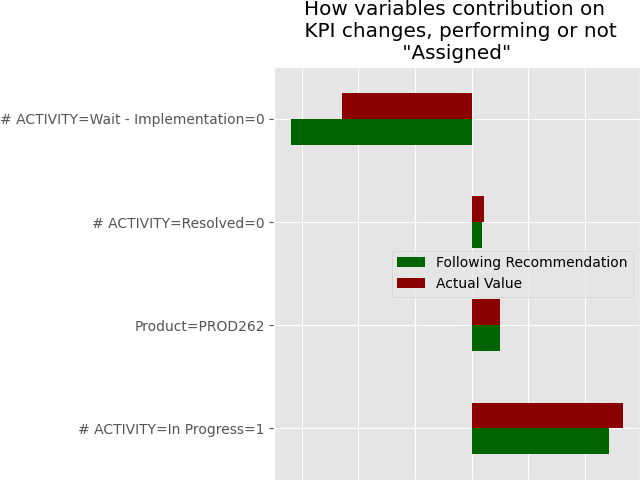 How variables contribution on
KPI changes, performing or not
"Assigned"
# ACTIVITY=Wait - Implementation=0
# ACTIVITY=Resolved=0
Following Recommendation
Actual Value
Product=PROD262
# ACTIVITY=In Progress=1